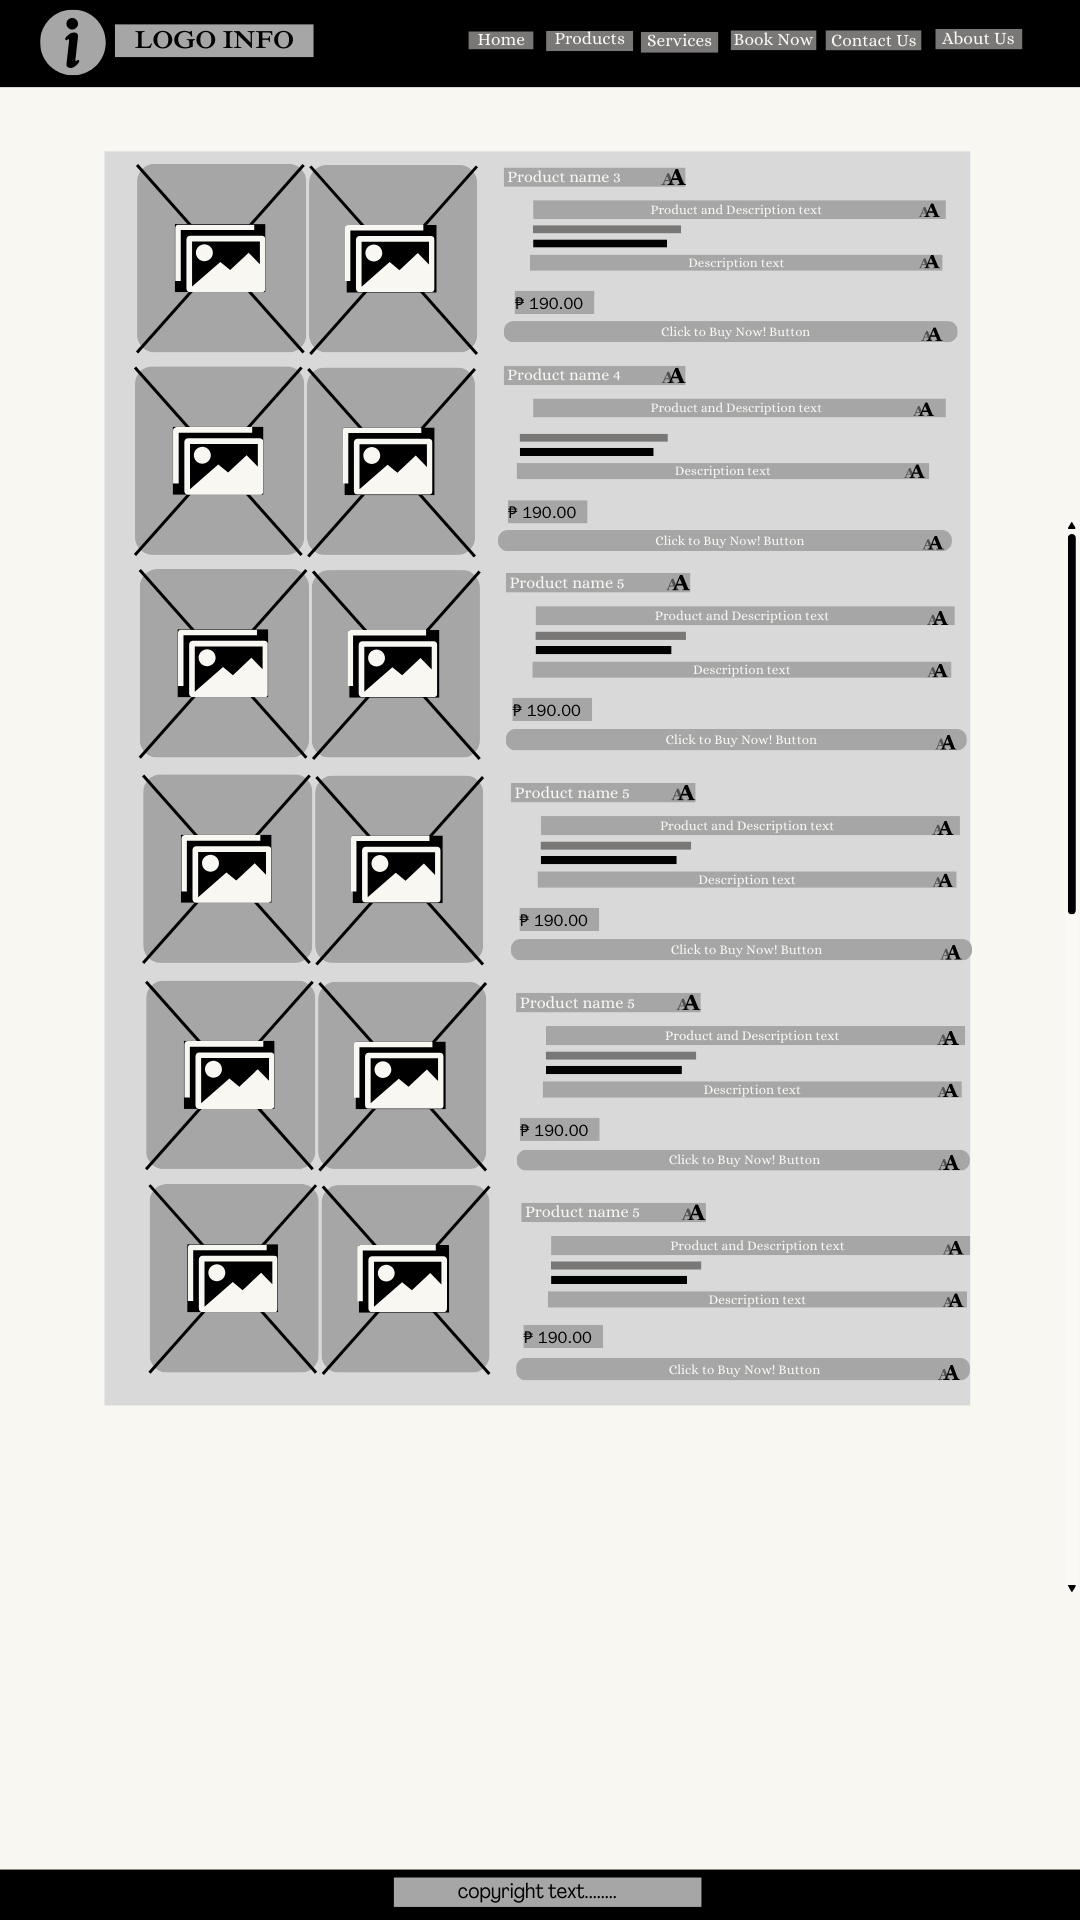 i LOGO INFO
Home Products Services Book Now Contact Us About Us
Product name 3 AA
Product and Description text AA
Description text AA
₱ 190.00
Click to Buy Now! Button AA
Product name 4 AA
Product and Description text AA
Description text AA
₱ 190.00
Click to Buy Now! Button AA
Product name 5 AA
Product and Description text AA
Description text AA
₱ 190.00
Click to Buy Now! Button AA
Product name 5 AA
Product and Description text AA
Description text AA
₱ 190.00
Click to Buy Now! Button AA
Product name 5 AA
Product and Description text AA
Description text AA
₱ 190.00
Click to Buy Now! Button AA
Product name 5 AA
Product and Description text AA
Description text AA
₱ 190.00
Click to Buy Now! Button AA
copyright text........